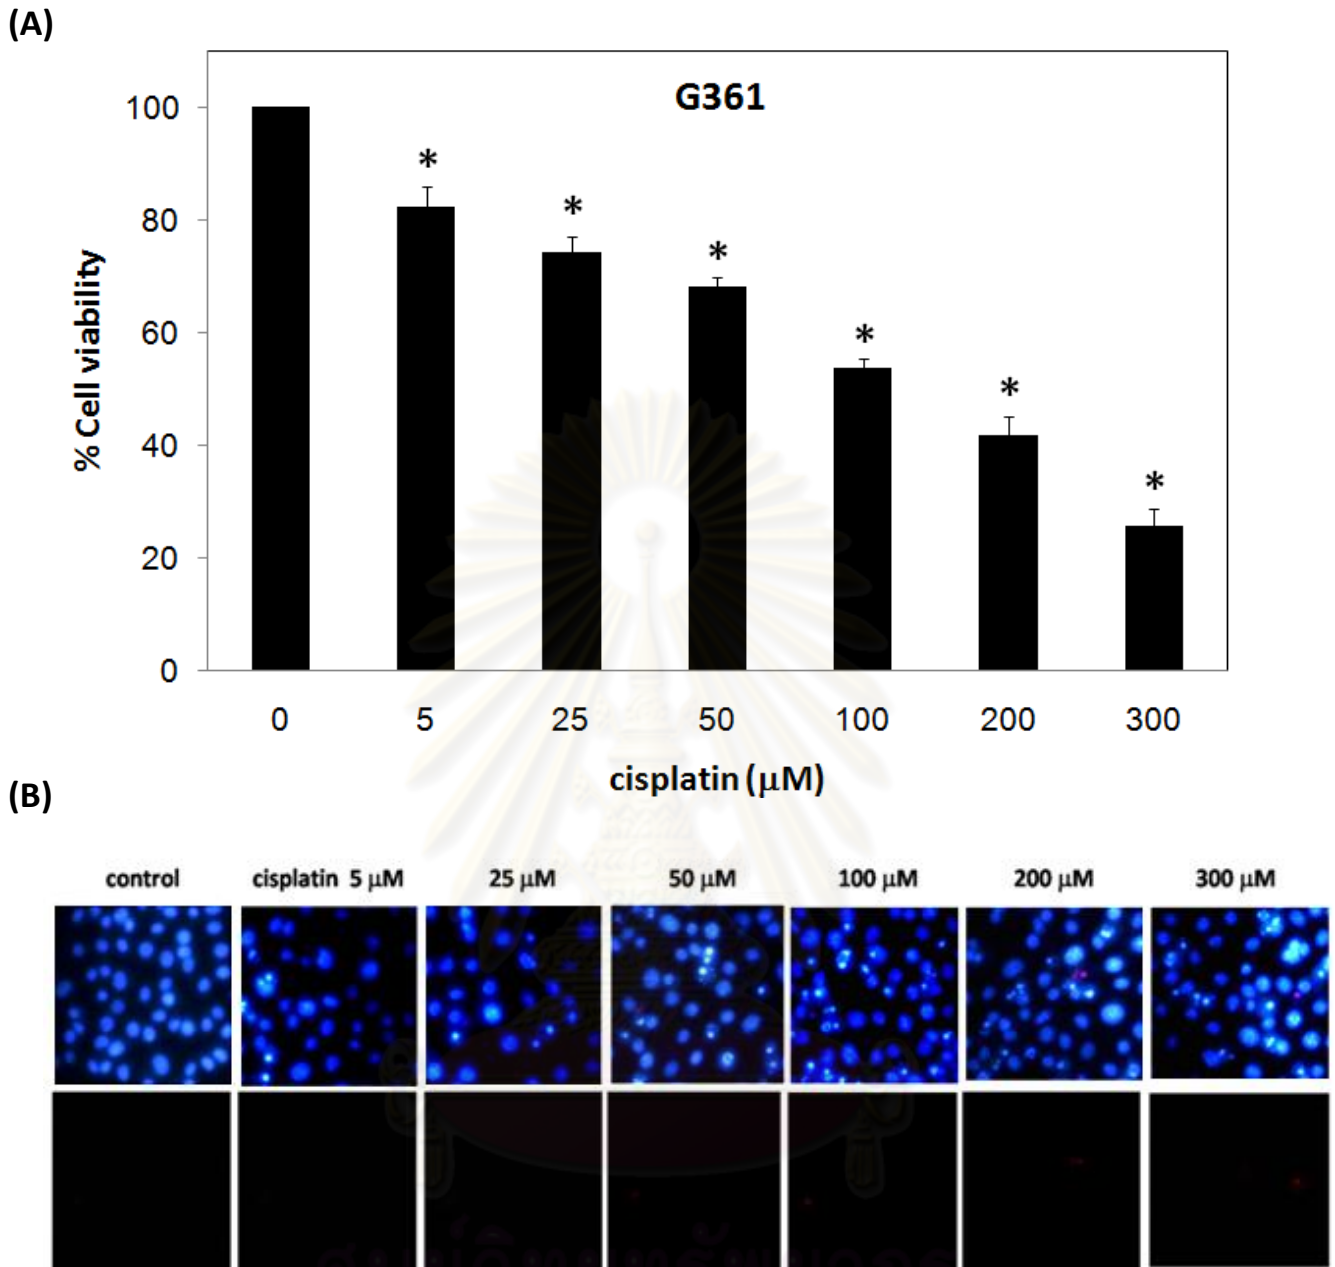 (A)
G361
100
80
60
40
20
0
% Cell viability
*
*
*
*
*
*
0 5 25 50 100 200 300
cisplatin (μM)
(B)
control cisplatin 5 μM 25 μM 50 μM 100 μM 200 μM 300 μM